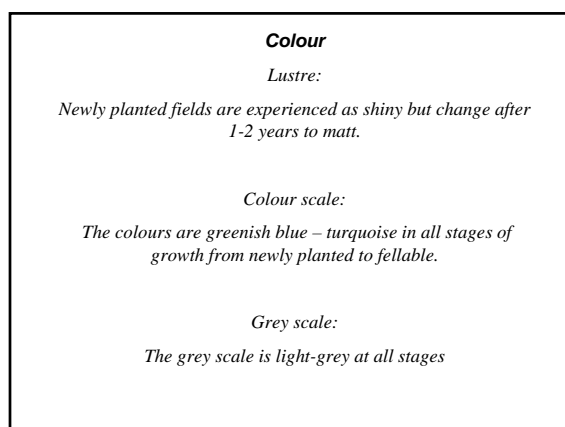 Colour
Lustre:
Newly planted fields are experienced as shiny but change after
1-2 years to matt.
Colour scale:
The colours are greenish blue – turquoise in all stages of
growth from newly planted to fellable.
Grey scale:
The grey scale is light-grey at all stages